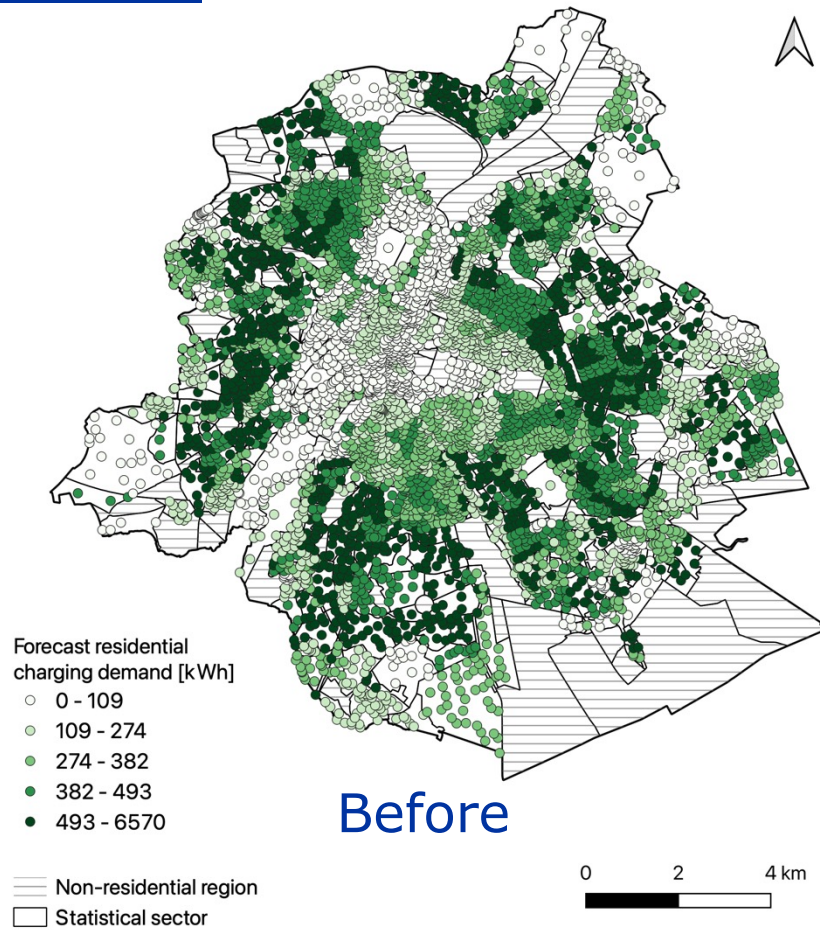 Forecast residential
charging demand [kWh]
0 - 109
109 - 274
274 - 382
382 - 493
493 - 6570
Before
Non-residential region
Statistical sector
0 2 4 km